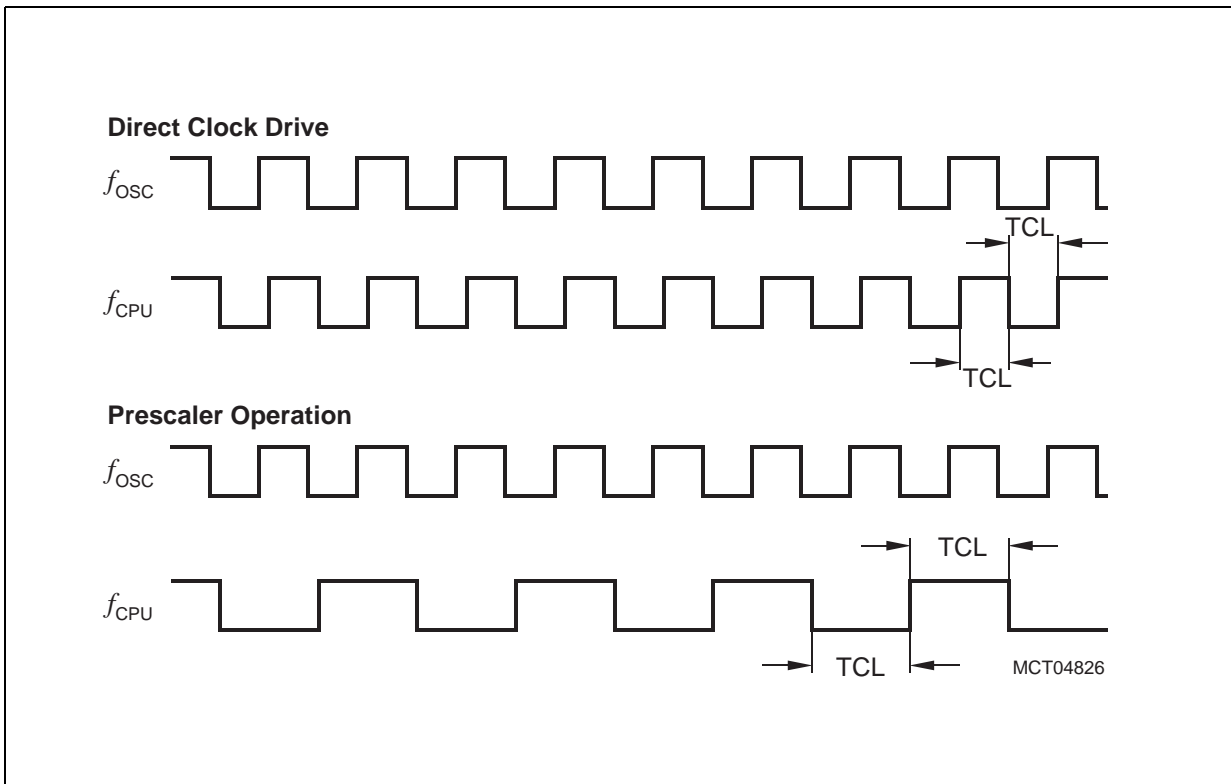 Direct Clock Drive
fOSC
TCL
fCPU
TCL
Prescaler Operation
fOSC
TCL
fCPU
TCL
MCT04826